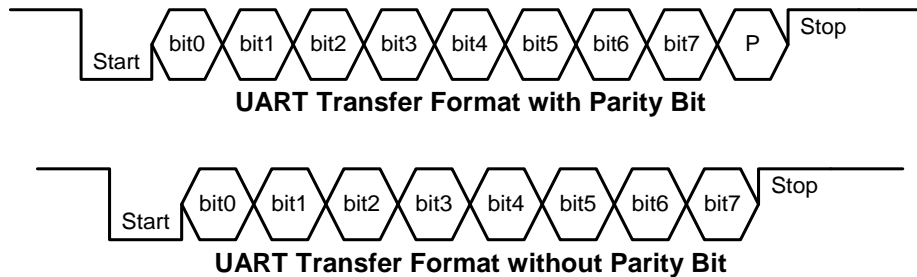 Start bit0 bit1 bit2 bit3 bit4 bit5 bit6 bit7 P Stop
UART Transfer Format with Parity Bit
Start bit0 bit1 bit2 bit3 bit4 bit5 bit6 bit7 Stop
UART Transfer Format without Parity Bit